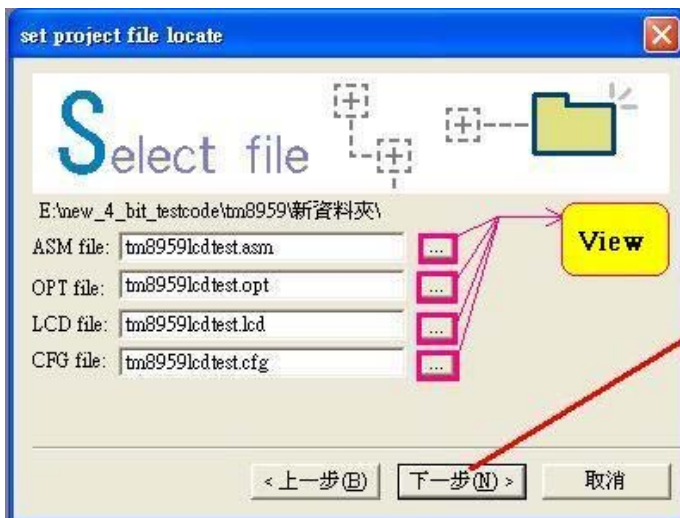 set project file locate
Select file
E:\new_4_bit_testcode\tm8959\新資料夾\
ASM file: tm8959lcdtest.asm ...
View
OPT file: tm8959lcdtest.opt ...
LCD file: tm8959lcdtest.lcd ...
CFG file: tm8959lcdtest.cfg ...
<上一步(B) 下一步(N)> 取消